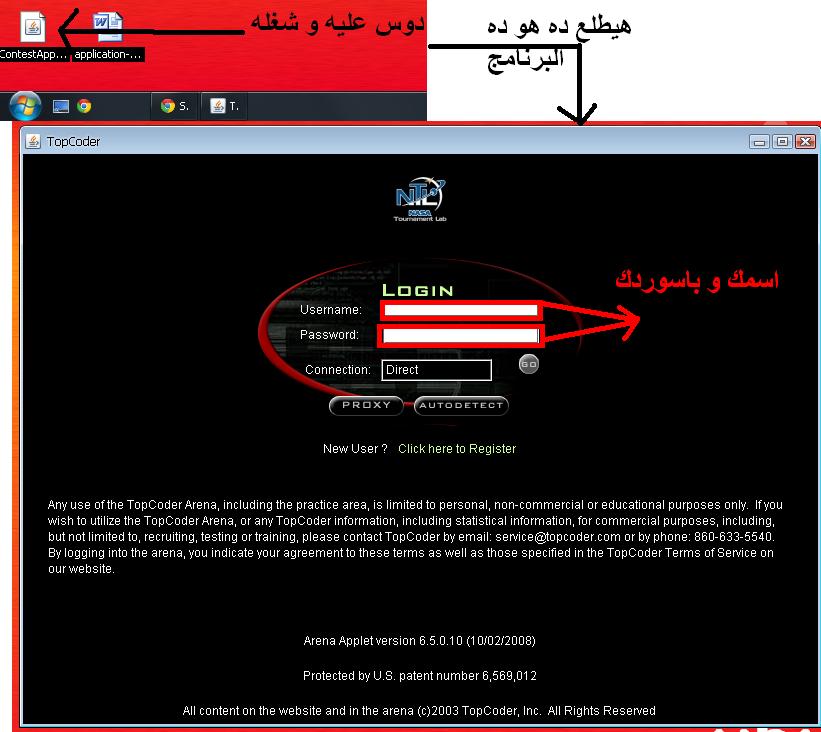 دوس عليه و شغله
هيطلع ده هو ده
البرنامج
ContestApp... application-...
S. T.
TopCoder
NTL
NASA
Tournament Lab
LOGIN
اسمك و باسوردك
Username:
Password:
Connection: Direct GO
PROXY AUTODETECT
New User ? Click here to Register
Any use of the TopCoder Arena, including the practice area, is limited to personal, non-commercial or educational purposes only. If you
wish to utilize the TopCoder Arena, or any TopCoder information, including statistical information, for commercial purposes, including,
but not limited to, recruiting, testing or training, please contact TopCoder by email: service@topcoder.com or by phone: 860-633-5540.
By logging into the arena, you indicate your agreement to these terms as well as those specified in the TopCoder Terms of Service on
our website.
Arena Applet version 6.5.0.10 (10/02/2008)
Protected by U.S. patent number 6,569,012
All content on the website and in the arena (c)2003 TopCoder, Inc. All Rights Reserved